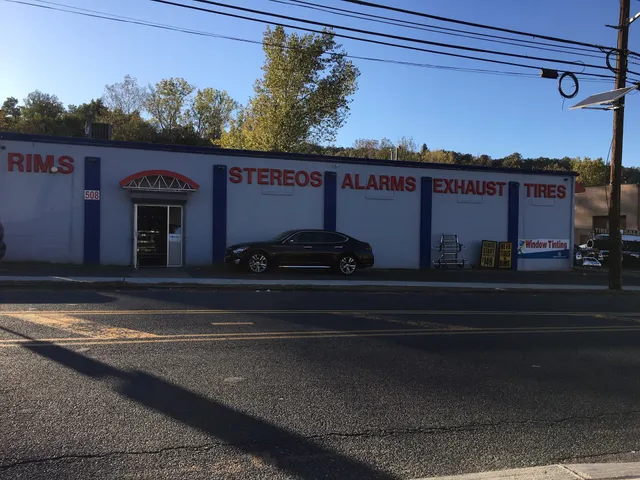 RIMS
508
STEREOS
ALARMS
EXHAUST
TIRES
Window Tinting